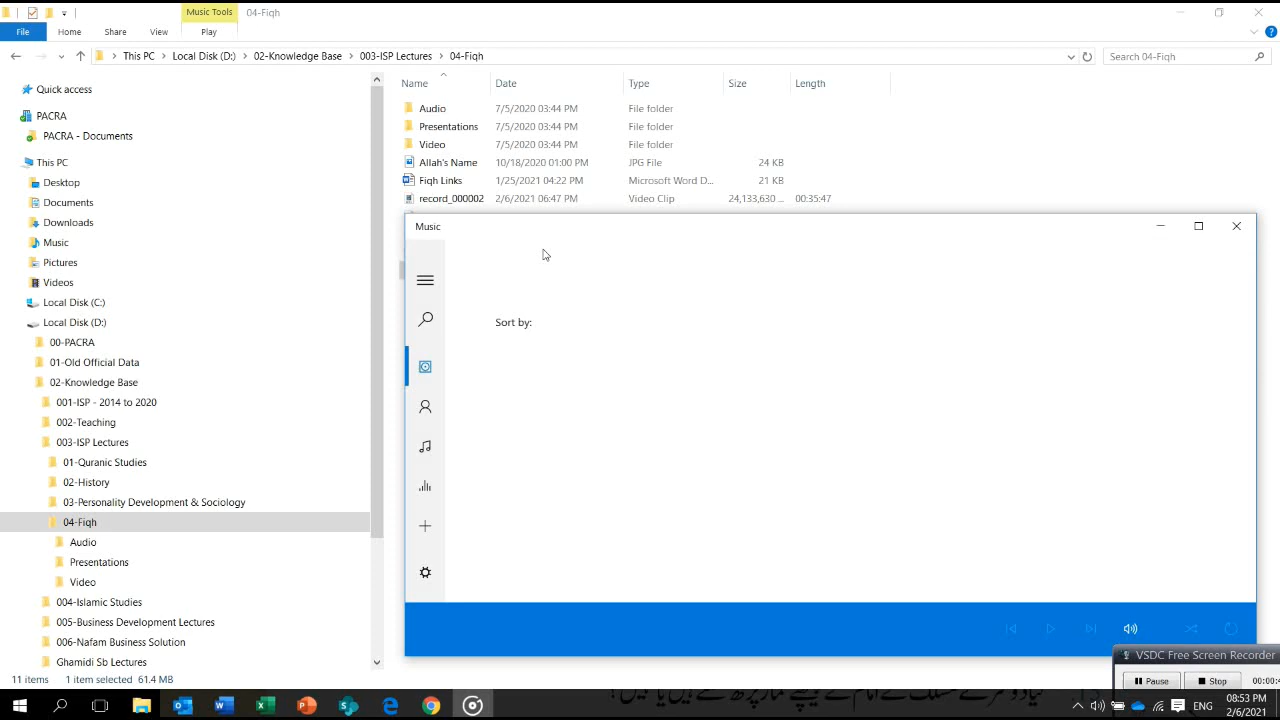 Music Tools
04-Fiqh
File
Home
Share
View
Play
This PC
Local Disk (D:)
02-Knowledge Base
003-ISP Lectures
04-Fiqh
Search 04-Fiqh
Quick access
PACRA
PACRA - Documents
This PC
Desktop
Documents
Downloads
Music
Pictures
Videos
Local Disk (C:)
Local Disk (D:)
00-PACRA
01-Old Official Data
02-Knowledge Base
001-ISP - 2014 to 2020
002-Teaching
003-ISP Lectures
01-Quranic Studies
02-History
03-Personality Development & Sociology
04-Fiqh
Audio
Presentations
Video
004-Islamic Studies
005-Business Development Lectures
006-Nafam Business Solution
Ghamidi Sb Lectures
Name Date Type Size Length
Audio 7/5/2020 03:44 PM File folder
Presentations 7/5/2020 03:44 PM File folder
Video 7/5/2020 03:44 PM File folder
Allah's Name 10/18/2020 01:00 PM JPG File 24 KB
Fiqh Links 1/25/2021 04:22 PM Microsoft Word D... 21 KB
record_000002 2/6/2021 06:47 PM Video Clip 24,133,630 ... 00:35:47
Music
Sort by:
VSDC Free Screen Recorder
Pause
Stop
00:00:4
11 items
1 item selected 61.4 MB
ENG
08:53 PM
2/6/2021